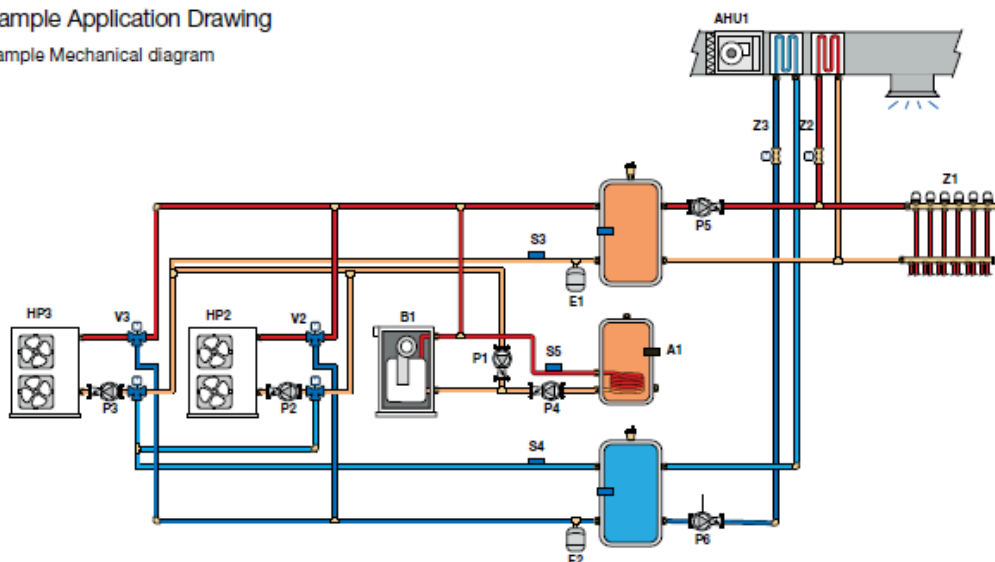 ample Application Drawing
ample Mechanical diagram
AHU1
Z3
Z2
Z1
P5
S3
E1
HP3
V3
HP2
V2
B1
P1
S5
A1
P3
P2
P4
S4
P6
E2